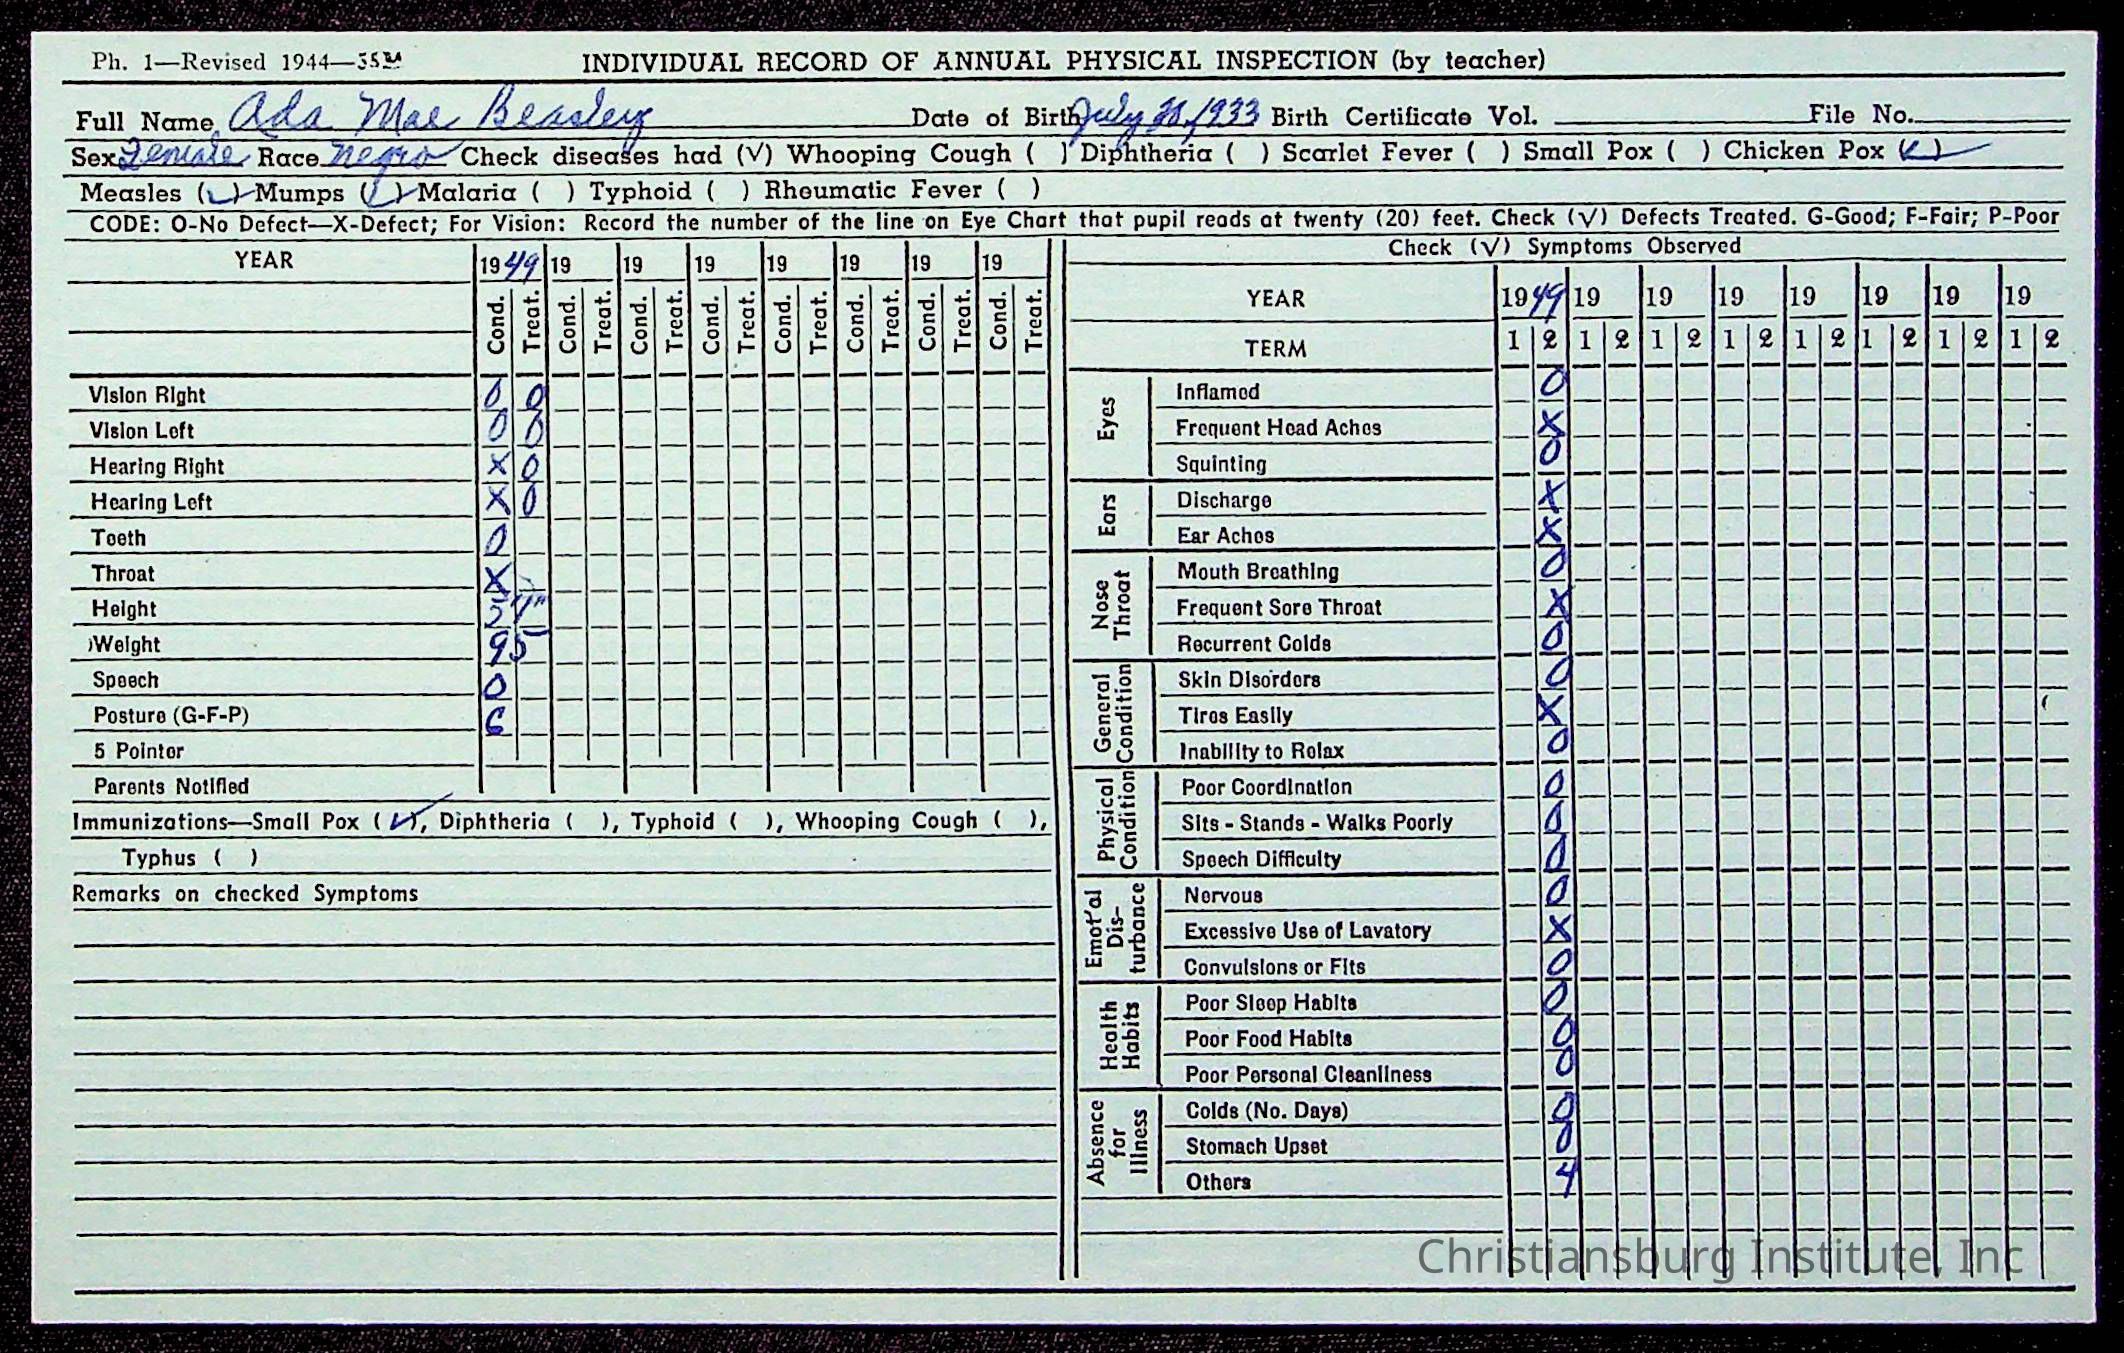 Ph. 1—Revised 1944—35M
INDIVIDUAL RECORD OF ANNUAL PHYSICAL INSPECTION (by teacher)
Full Name Ada Mae Beasley Date of Birth July , 1933 Birth Certificate Vol. File No.
Sex Female Race Negro Check diseases had (√) Whooping Cough ( ) Diphtheria ( ) Scarlet Fever ( ) Small Pox ( ) Chicken Pox (✓)
Measles (✓) Mumps (✓) Malaria ( ) Typhoid ( ) Rheumatic Fever ( )
CODE: O-No Defect—X-Defect; For Vision: Record the number of the line on Eye Chart that pupil reads at twenty (20) feet. Check (√) Defects Treated. G-Good; F-Fair; P-Poor
YEAR 1949 19 19 19 19 19 19 19
Cond. Treat. Cond. Treat. Cond. Treat. Cond. Treat. Cond. Treat. Cond. Treat. Cond. Treat. Cond. Treat.
Vision Right 0 0
Vision Left 0 0
Hearing Right X 0
Hearing Left X 0
Teeth 0
Throat X
Height
Weight 95
Speech 0
Posture (G-F-P) G
5 Pointer
Parents Notified
Immunizations—Small Pox (✓), Diphtheria ( ), Typhoid ( ), Whooping Cough ( ),
Typhus ( )
Remarks on checked Symptoms
Check (√) Symptoms Observed
YEAR 1949 19 19 19 19 19 19 19
TERM 1 2 1 2 1 2 1 2 1 2 1 2 1 2 1 2
Eyes
Inflamed 0
Frequent Head Aches X
Squinting 0
Ears
Discharge X
Ear Aches X
Nose Throat
Mouth Breathing 0
Frequent Sore Throat X
Recurrent Colds 0
General Condition
Skin Disorders 0
Tires Easily X
Inability to Relax 0
Physical Condition
Poor Coordination 0
Sits - Stands - Walks Poorly 0
Speech Difficulty 0
Emot'al Dis-turbance
Nervous 0
Excessive Use of Lavatory X
Convulsions or Fits 0
Health Habits
Poor Sleep Habits 0
Poor Food Habits 0
Poor Personal Cleanliness 0
Absence for Illness
Colds (No. Days) 0
Stomach Upset 0
Others 4
Christiansburg Institute, Inc